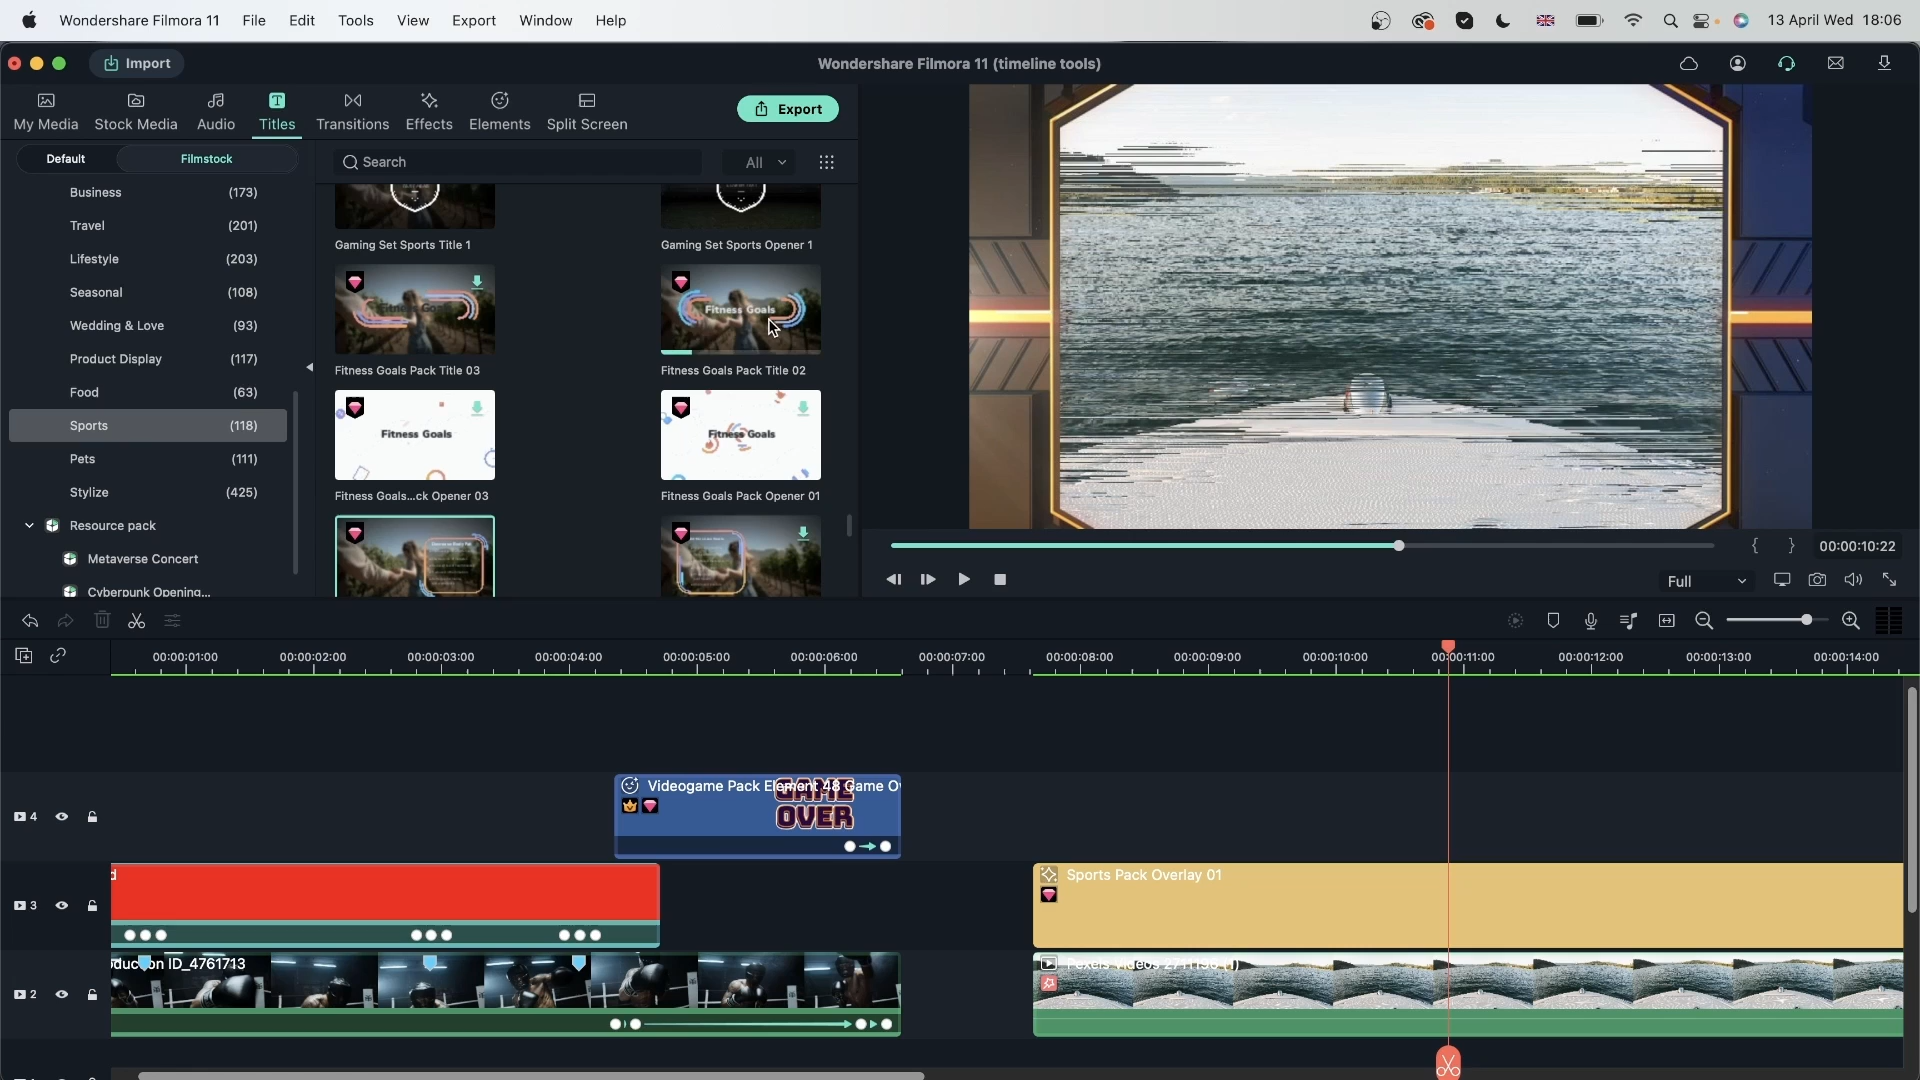 Wondershare Filmora 11 File Edit Tools View Export Window Help 13 April Wed 18:06
Import Wondershare Filmora 11 (timeline tools)
My Media Stock Media Audio Titles Transitions Effects Elements Split Screen Export
Default Filmstock Search All
Business (173)
Travel (201)
Lifestyle (203)
Seasonal (108)
Wedding & Love (93)
Product Display (117)
Food (63)
Sports (118)
Pets (111)
Stylize (425)
Resource pack
Metaverse Concert
Cyberpunk Opening...
Gaming Set Sports Title 1 Gaming Set Sports Opener 1
Fitness Goals
Fitness Goals Pack Title 03 Fitness Goals Pack Title 02
Fitness Goals Fitness Goals
Fitness Goals...ck Opener 03 Fitness Goals Pack Opener 01
00:00:10:22
Full
00:00:01:00 00:00:02:00 00:00:03:00 00:00:04:00 00:00:05:00 00:00:06:00 00:00:07:00 00:00:08:00 00:00:09:00 00:00:10:00 00:00:11:00 00:00:12:00 00:00:13:00 00:00:14:00
4 Videogame Pack Element 48 Game Ov
GAME
OVER
3 d Sports Pack Overlay 01
2 duction ID_4761713